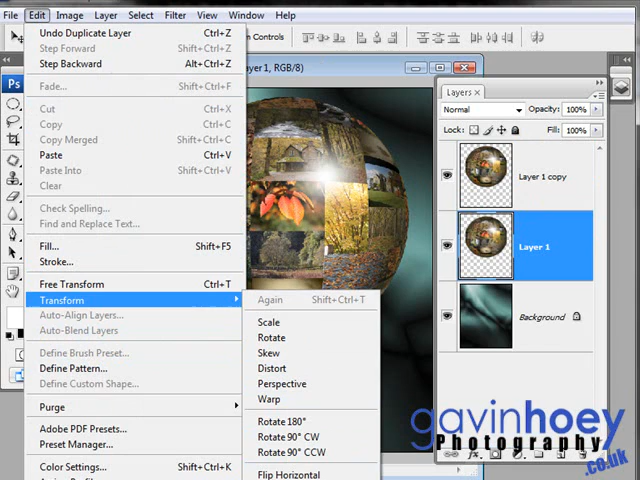 File Edit Image Layer Select Filter View Window Help
Undo Duplicate Layer Ctrl+Z
Step Forward Shift+Ctrl+Z
Step Backward Alt+Ctrl+Z
Fade... Shift+Ctrl+F
Cut Ctrl+X
Copy Ctrl+C
Copy Merged Shift+Ctrl+C
Paste Ctrl+V
Paste Into Shift+Ctrl+V
Clear
Check Spelling...
Find and Replace Text...
Fill... Shift+F5
Stroke...
Free Transform Ctrl+T
Transform
Auto-Align Layers...
Auto-Blend Layers
Define Brush Preset...
Define Pattern...
Define Custom Shape...
Purge
Adobe PDF Presets...
Preset Manager...
Color Settings... Shift+Ctrl+K
Again Shift+Ctrl+T
Scale
Rotate
Skew
Distort
Perspective
Warp
Rotate 180°
Rotate 90° CW
Rotate 90° CCW
Flip Horizontal
Controls
ayer 1, RGB/8)
Ps
Layers x
Normal Opacity: 100%
Lock: Fill: 100%
Layer 1 copy
Layer 1
Background
gavinhoey
Photography
.co.uk